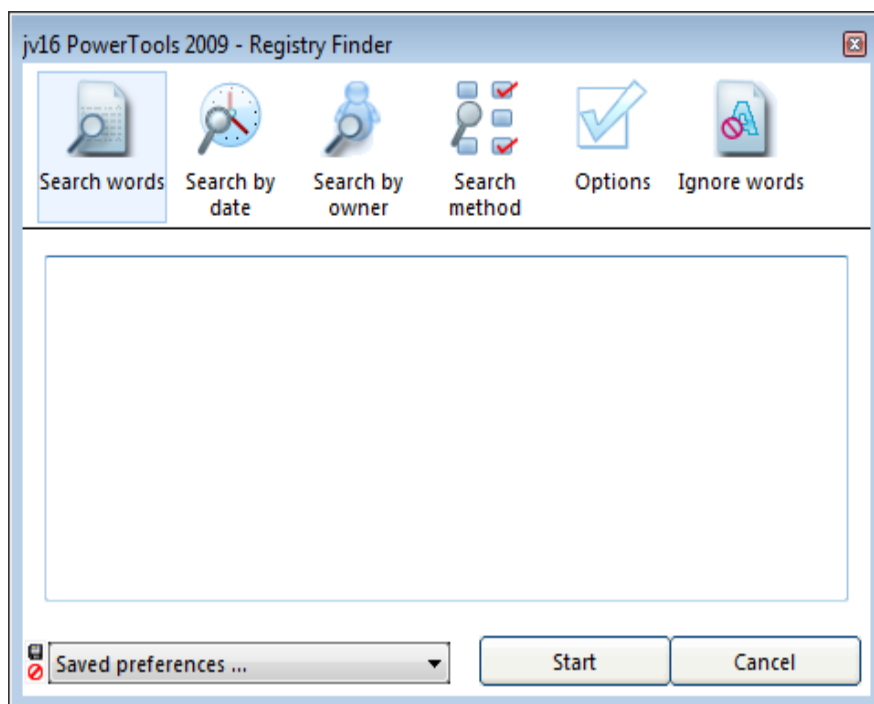 jv16 PowerTools 2009 - Registry Finder
Search words
Search by
date
Search by
owner
Search
method
Options
Ignore words
Saved preferences ...
Start
Cancel